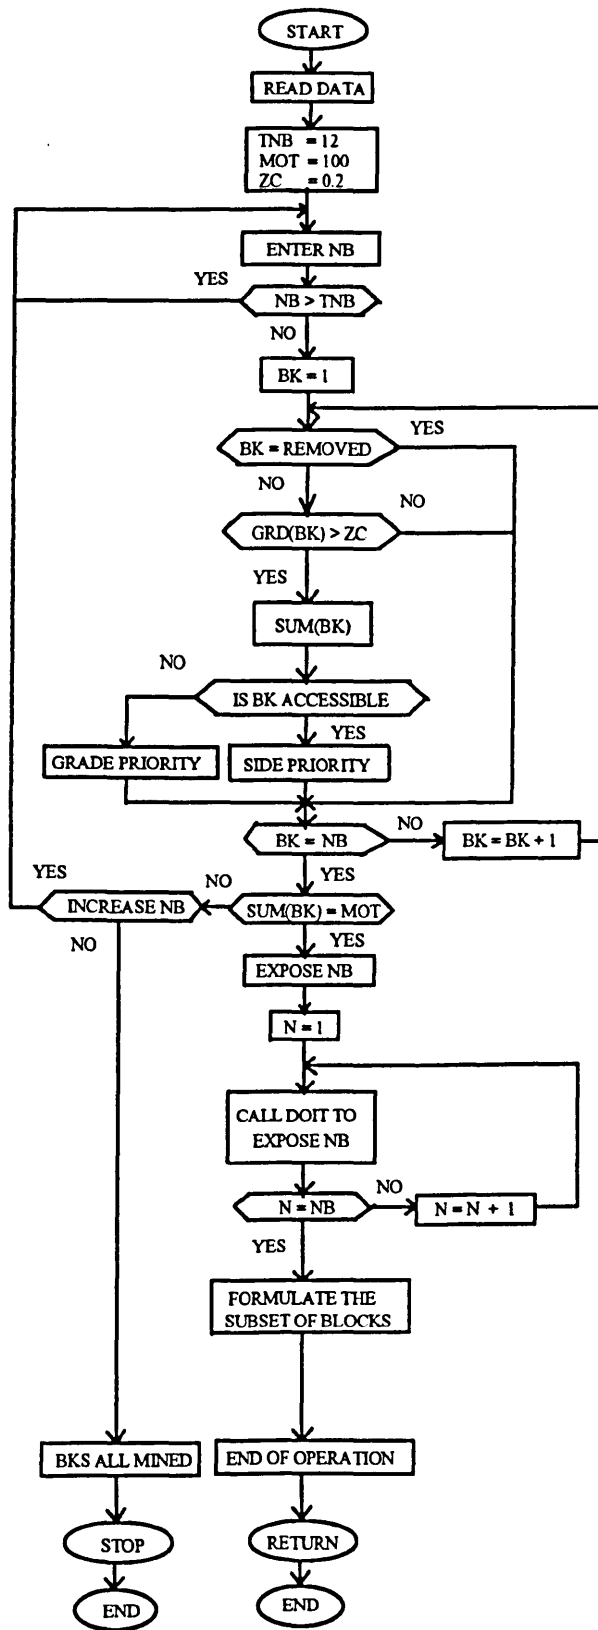 START
READ DATA
TNB = 12
MOT = 100
ZC = 0.2
ENTER NB
YES
NB > TNB
NO
BK = 1
YES
BK = REMOVED
NO
NO
GRD(BK) > ZC
YES
SUM(BK)
NO
IS BK ACCESSIBLE
YES
GRADE PRIORITY
SIDE PRIORITY
BK = NB
NO
BK = BK + 1
YES
YES
INCREASE NB
NO
SUM(BK) = MOT
NO
YES
EXPOSE NB
N = 1
CALL DOIT TO
EXPOSE NB
N = NB
NO
N = N + 1
YES
FORMULATE THE
SUBSET OF BLOCKS
BKS ALL MINED
END OF OPERATION
STOP
RETURN
END
END